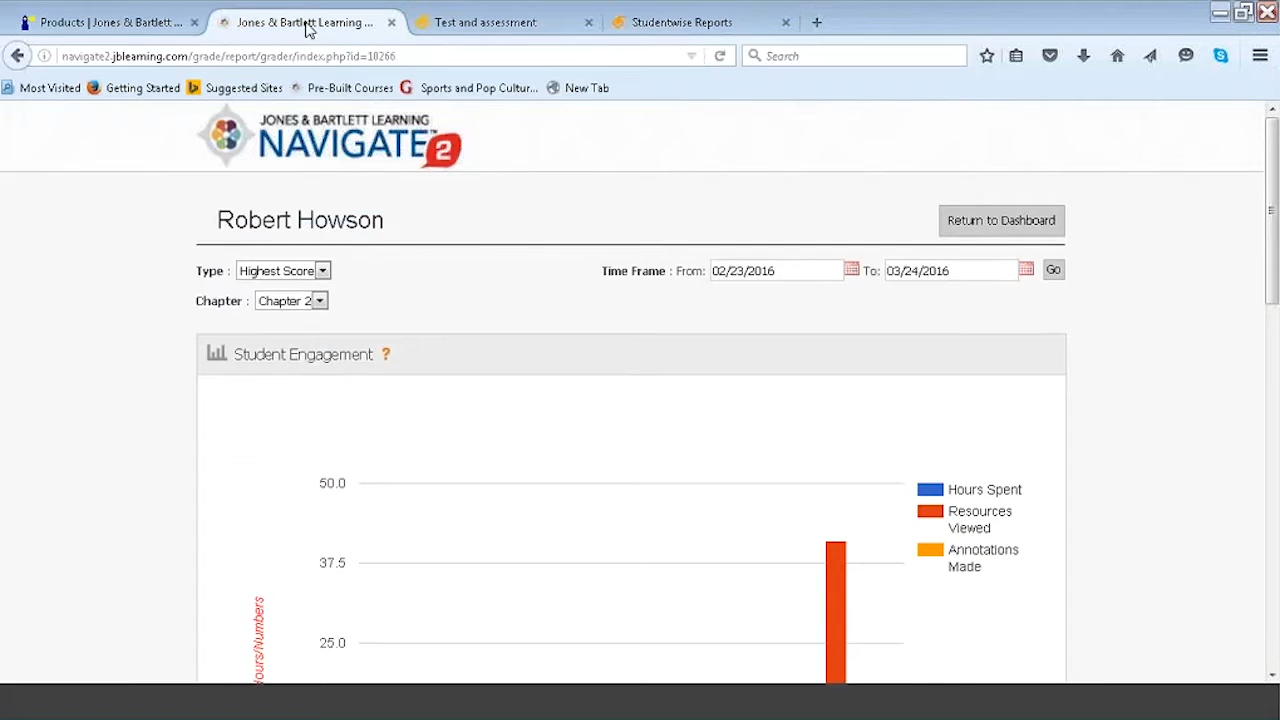 Products | Jones & Bartlett ...
Jones & Bartlett Learning ...
Test and assessment
Studentwise Reports
navigate2.jblearning.com/grade/report/grader/index.php?id=10266
Search
Most Visited
Getting Started
Suggested Sites
Pre-Built Courses
Sports and Pop Cultur...
New Tab
JONES & BARTLETT LEARNING
NAVIGATE 2
Robert Howson
Return to Dashboard
Type : Highest Score
Time Frame : From: 02/23/2016 To: 03/24/2016 Go
Chapter : Chapter 2
Student Engagement ?
50.0
37.5
25.0
Hours/Numbers
Hours Spent
Resources
Viewed
Annotations
Made